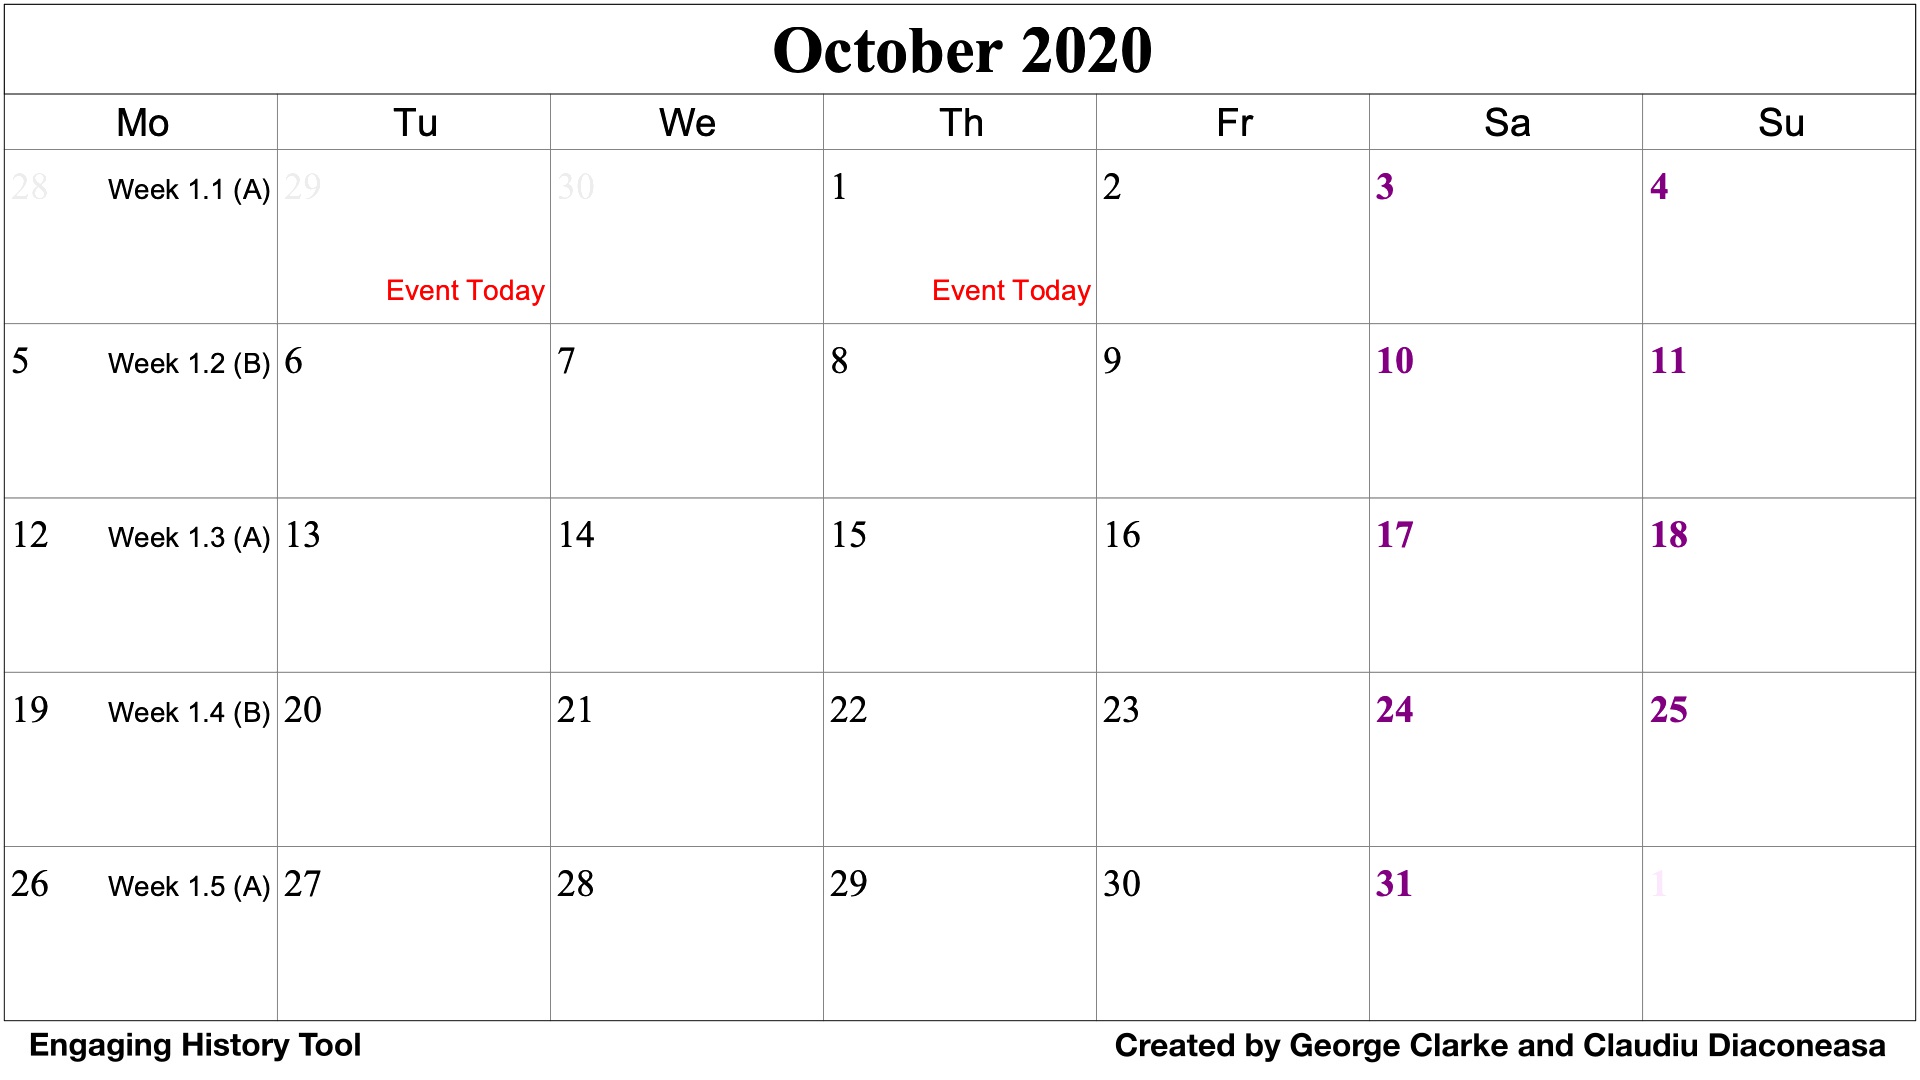 October 2020
Mo Tu We Th Fr Sa Su
28 Week 1.1 (A) 29 30 1 2 3 4
Event Today Event Today
5 Week 1.2 (B) 6 7 8 9 10 11
12 Week 1.3 (A) 13 14 15 16 17 18
19 Week 1.4 (B) 20 21 22 23 24 25
26 Week 1.5 (A) 27 28 29 30 31 1
Engaging History Tool Created by George Clarke and Claudiu Diaconeasa